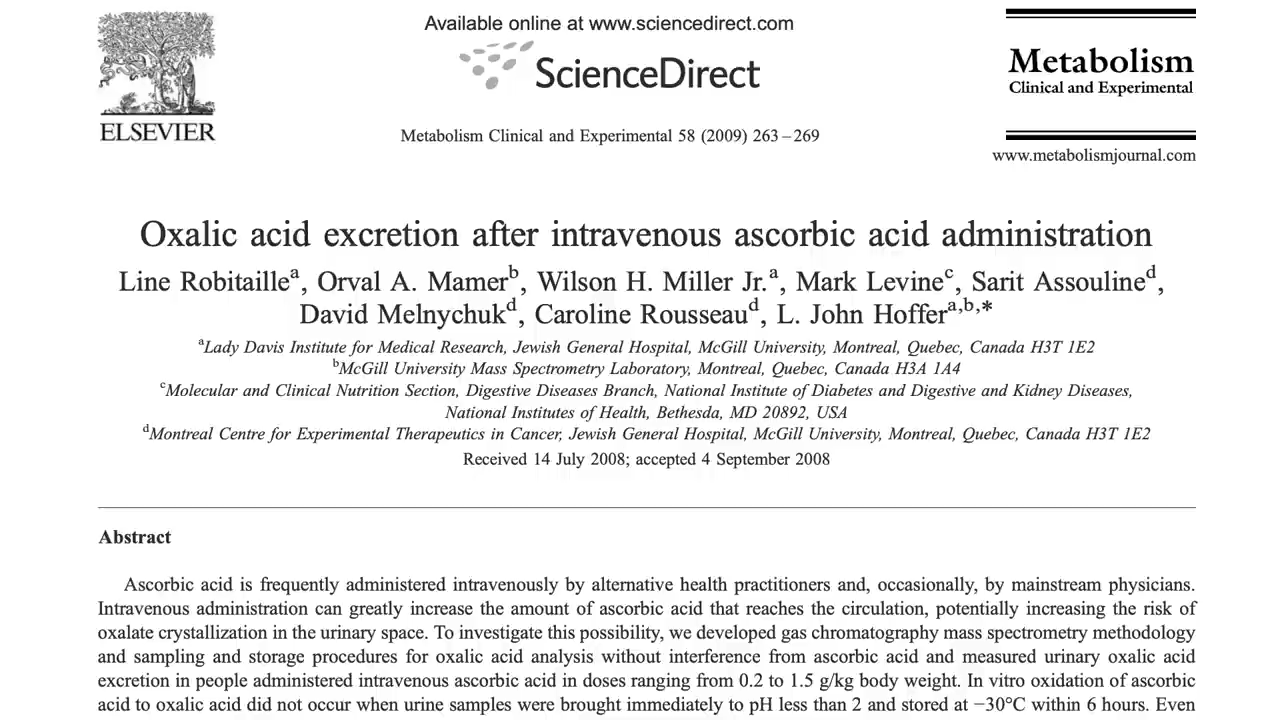 Available online at www.sciencedirect.com
ScienceDirect
ELSEVIER
Metabolism Clinical and Experimental 58 (2009) 263–269
Metabolism
Clinical and Experimental
www.metabolismjournal.com
Oxalic acid excretion after intravenous ascorbic acid administration
Line Robitaille^a, Orval A. Mamer^b, Wilson H. Miller Jr.^a, Mark Levine^c, Sarit Assouline^d,
David Melnychuk^d, Caroline Rousseau^d, L. John Hoffer^a,b,*
^aLady Davis Institute for Medical Research, Jewish General Hospital, McGill University, Montreal, Quebec, Canada H3T 1E2
^bMcGill University Mass Spectrometry Laboratory, Montreal, Quebec, Canada H3A 1A4
^cMolecular and Clinical Nutrition Section, Digestive Diseases Branch, National Institute of Diabetes and Digestive and Kidney Diseases,
National Institutes of Health, Bethesda, MD 20892, USA
^dMontreal Centre for Experimental Therapeutics in Cancer, Jewish General Hospital, McGill University, Montreal, Quebec, Canada H3T 1E2
Received 14 July 2008; accepted 4 September 2008
Abstract
Ascorbic acid is frequently administered intravenously by alternative health practitioners and, occasionally, by mainstream physicians.
Intravenous administration can greatly increase the amount of ascorbic acid that reaches the circulation, potentially increasing the risk of
oxalate crystallization in the urinary space. To investigate this possibility, we developed gas chromatography mass spectrometry methodology
and sampling and storage procedures for oxalic acid analysis without interference from ascorbic acid and measured urinary oxalic acid
excretion in people administered intravenous ascorbic acid in doses ranging from 0.2 to 1.5 g/kg body weight. In vitro oxidation of ascorbic
acid to oxalic acid did not occur when urine samples were brought immediately to pH less than 2 and stored at −30°C within 6 hours. Even